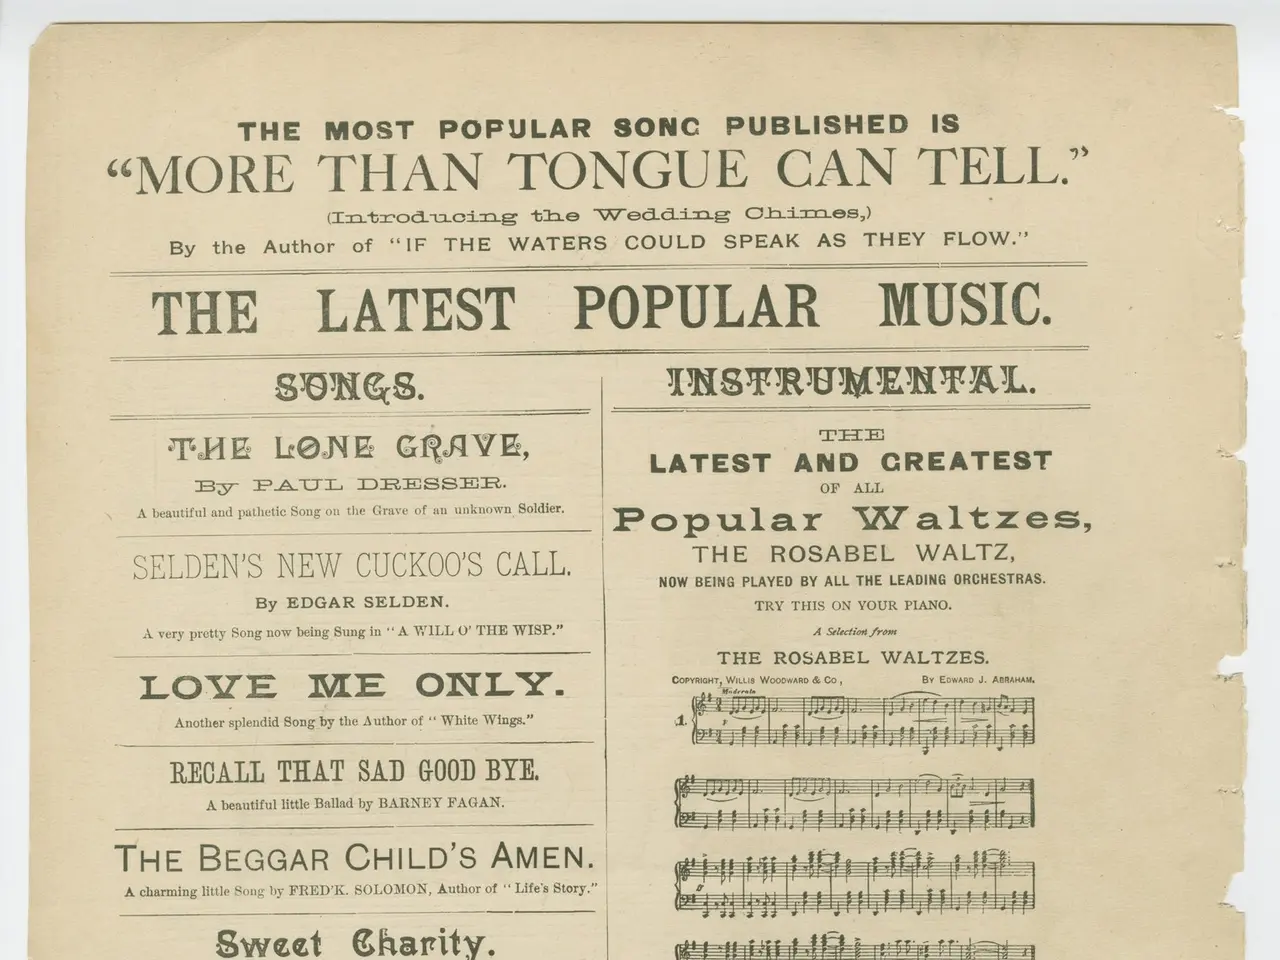 THE MOST POPULAR SONG PUBLISHED IS
“MORE THAN TONGUE CAN TELL.”
(Introducing the Wedding Chimes,)
By the Author of “IF THE WATERS COULD SPEAK AS THEY FLOW.”
THE LATEST POPULAR MUSIC.
SONGS.
THE LONE GRAVE,
By PAUL DRESSER.
A beautiful and pathetic Song on the Grave of an unknown Soldier.
SELDEN'S NEW CUCKOO'S CALL.
By EDGAR SELDEN.
A very pretty Song now being Sung in “A WILL O' THE WISP.”
LOVE ME ONLY.
Another splendid Song by the Author of “White Wings.”
RECALL THAT SAD GOOD BYE.
A beautiful little Ballad by BARNEY FAGAN.
THE BEGGAR CHILD'S AMEN.
A charming little Song by FRED'K. SOLOMON, Author of “Life's Story.”
Sweet Charity.
INSTRUMENTAL.
THE
LATEST AND GREATEST
OF ALL
Popular Waltzes,
THE ROSABEL WALTZ,
NOW BEING PLAYED BY ALL THE LEADING ORCHESTRAS.
TRY THIS ON YOUR PIANO.
A Selection from
THE ROSABEL WALTZES.
COPYRIGHT, WILLIS WOODWARD & CO, BY EDWARD J. ABRAHAM.
Moderato
1.